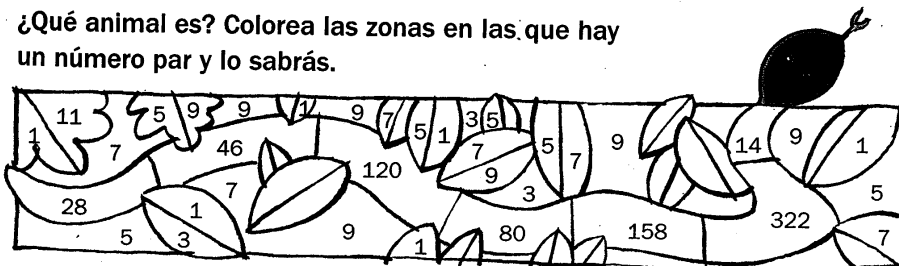 ¿Qué animal es? Colorea las zonas en las que hay
un número par y lo sabrás.
11 5 9 9 1 9 7 5 1 3 5 5 7 9 14 9 1
1 7 46 120 7 9 3 5
28 1 7 322
5 3 9 1 80 158 7